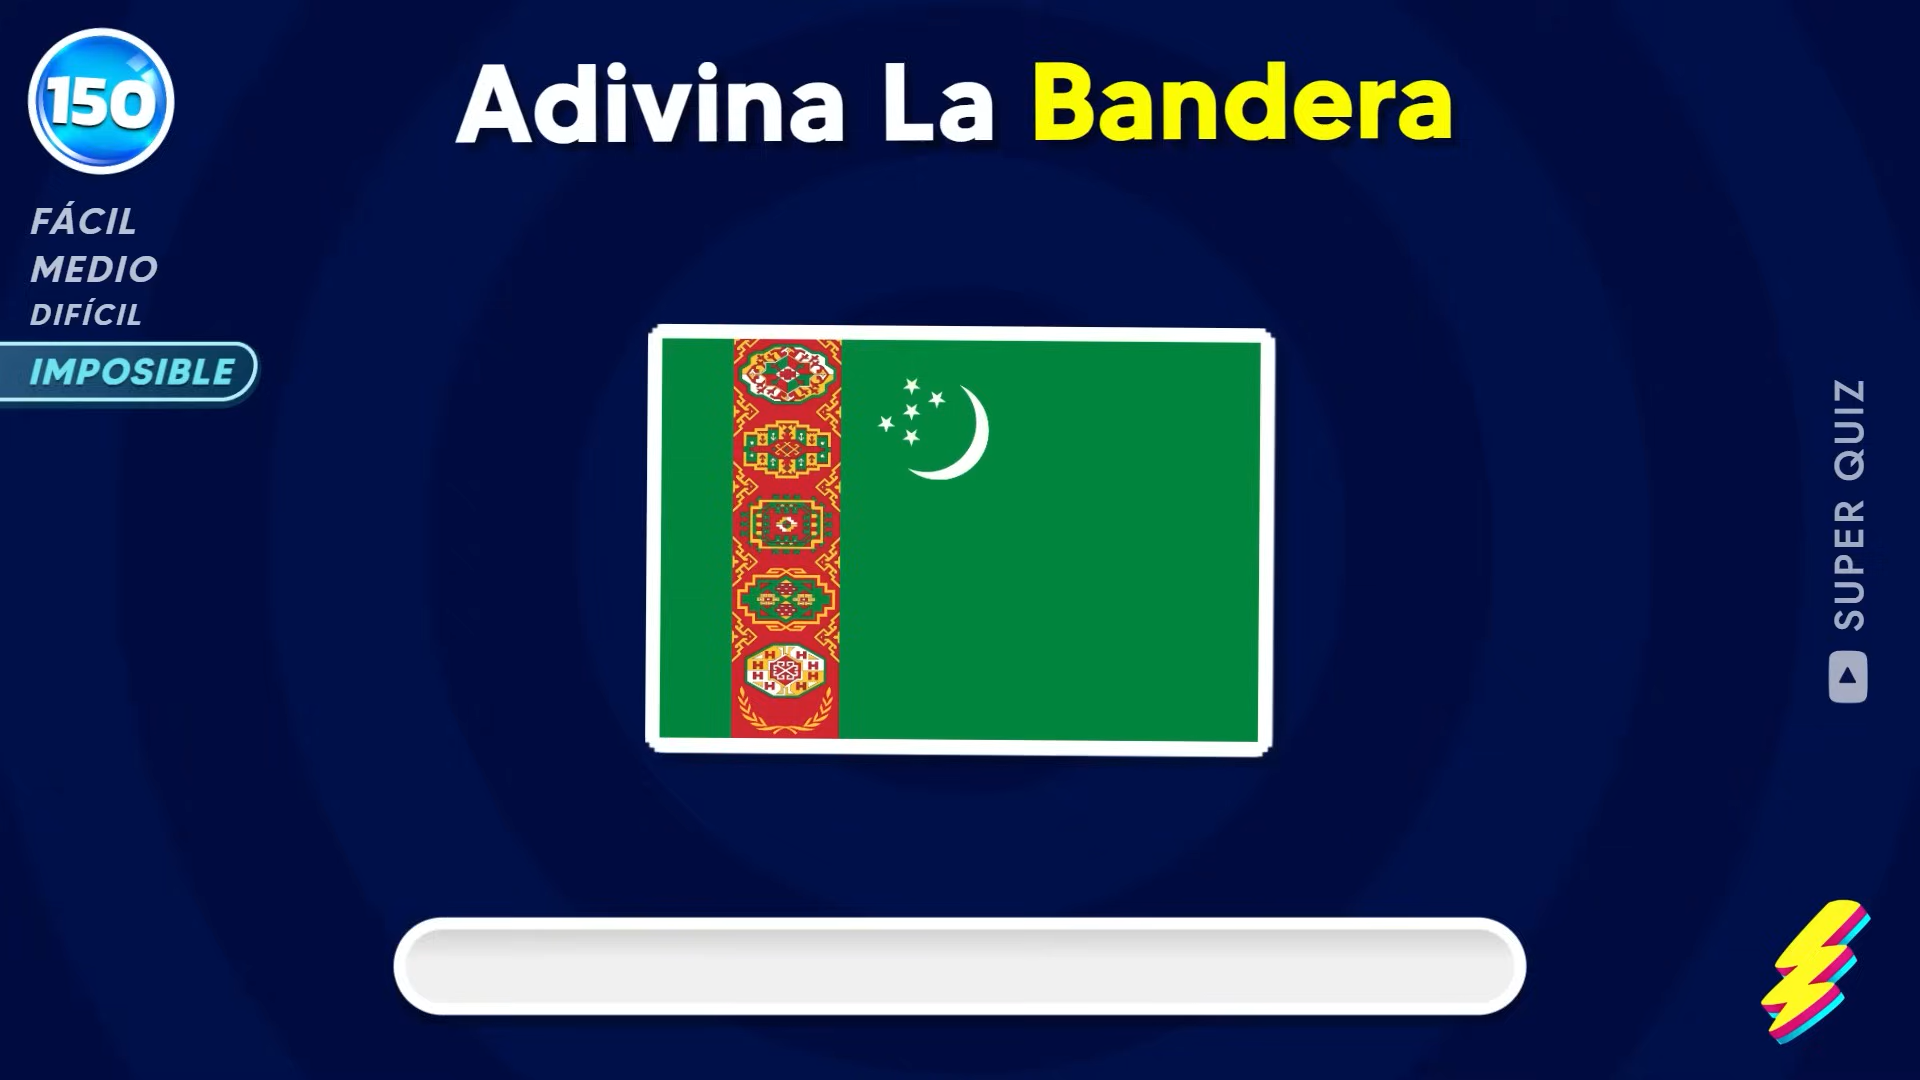 150
Adivina La Bandera
FÁCIL
MEDIO
DIFÍCIL
IMPOSIBLE
SUPER QUIZ